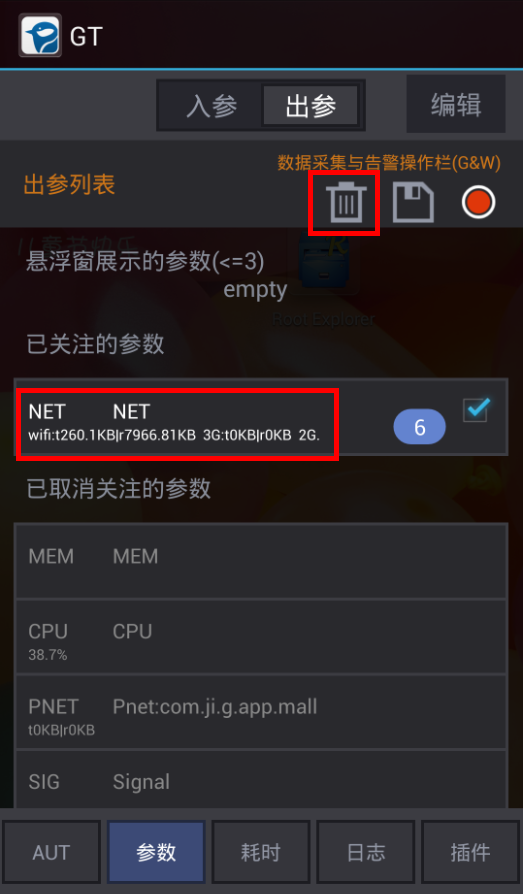 GT
入参 出参 编辑
数据采集与告警操作栏(G&W)
出参列表
悬浮窗展示的参数(<=3)
empty
Root Explorer
已关注的参数
NET NET
wifi:t260.1KB|r7966.81KB 3G:t0KB|r0KB 2G.
6
已取消关注的参数
MEM MEM
CPU CPU
38.7%
PNET Pnet:com.ji.g.app.mall
t0KB|r0KB
SIG Signal
AUT 参数 耗时 日志 插件